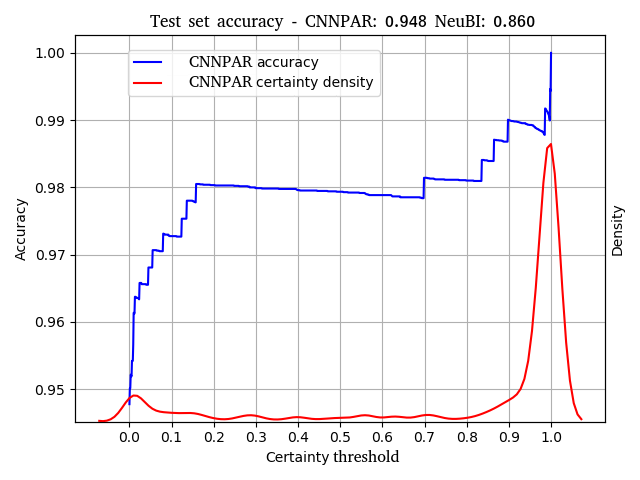 Test set accuracy - CNNPAR: 0.948 NeuBI: 0.860
CNNPAR accuracy
CNNPAR certainty density
1.00
0.99
0.98
0.97
0.96
0.95
Accuracy
Density
0.0 0.1 0.2 0.3 0.4 0.5 0.6 0.7 0.8 0.9 1.0
Certainty threshold